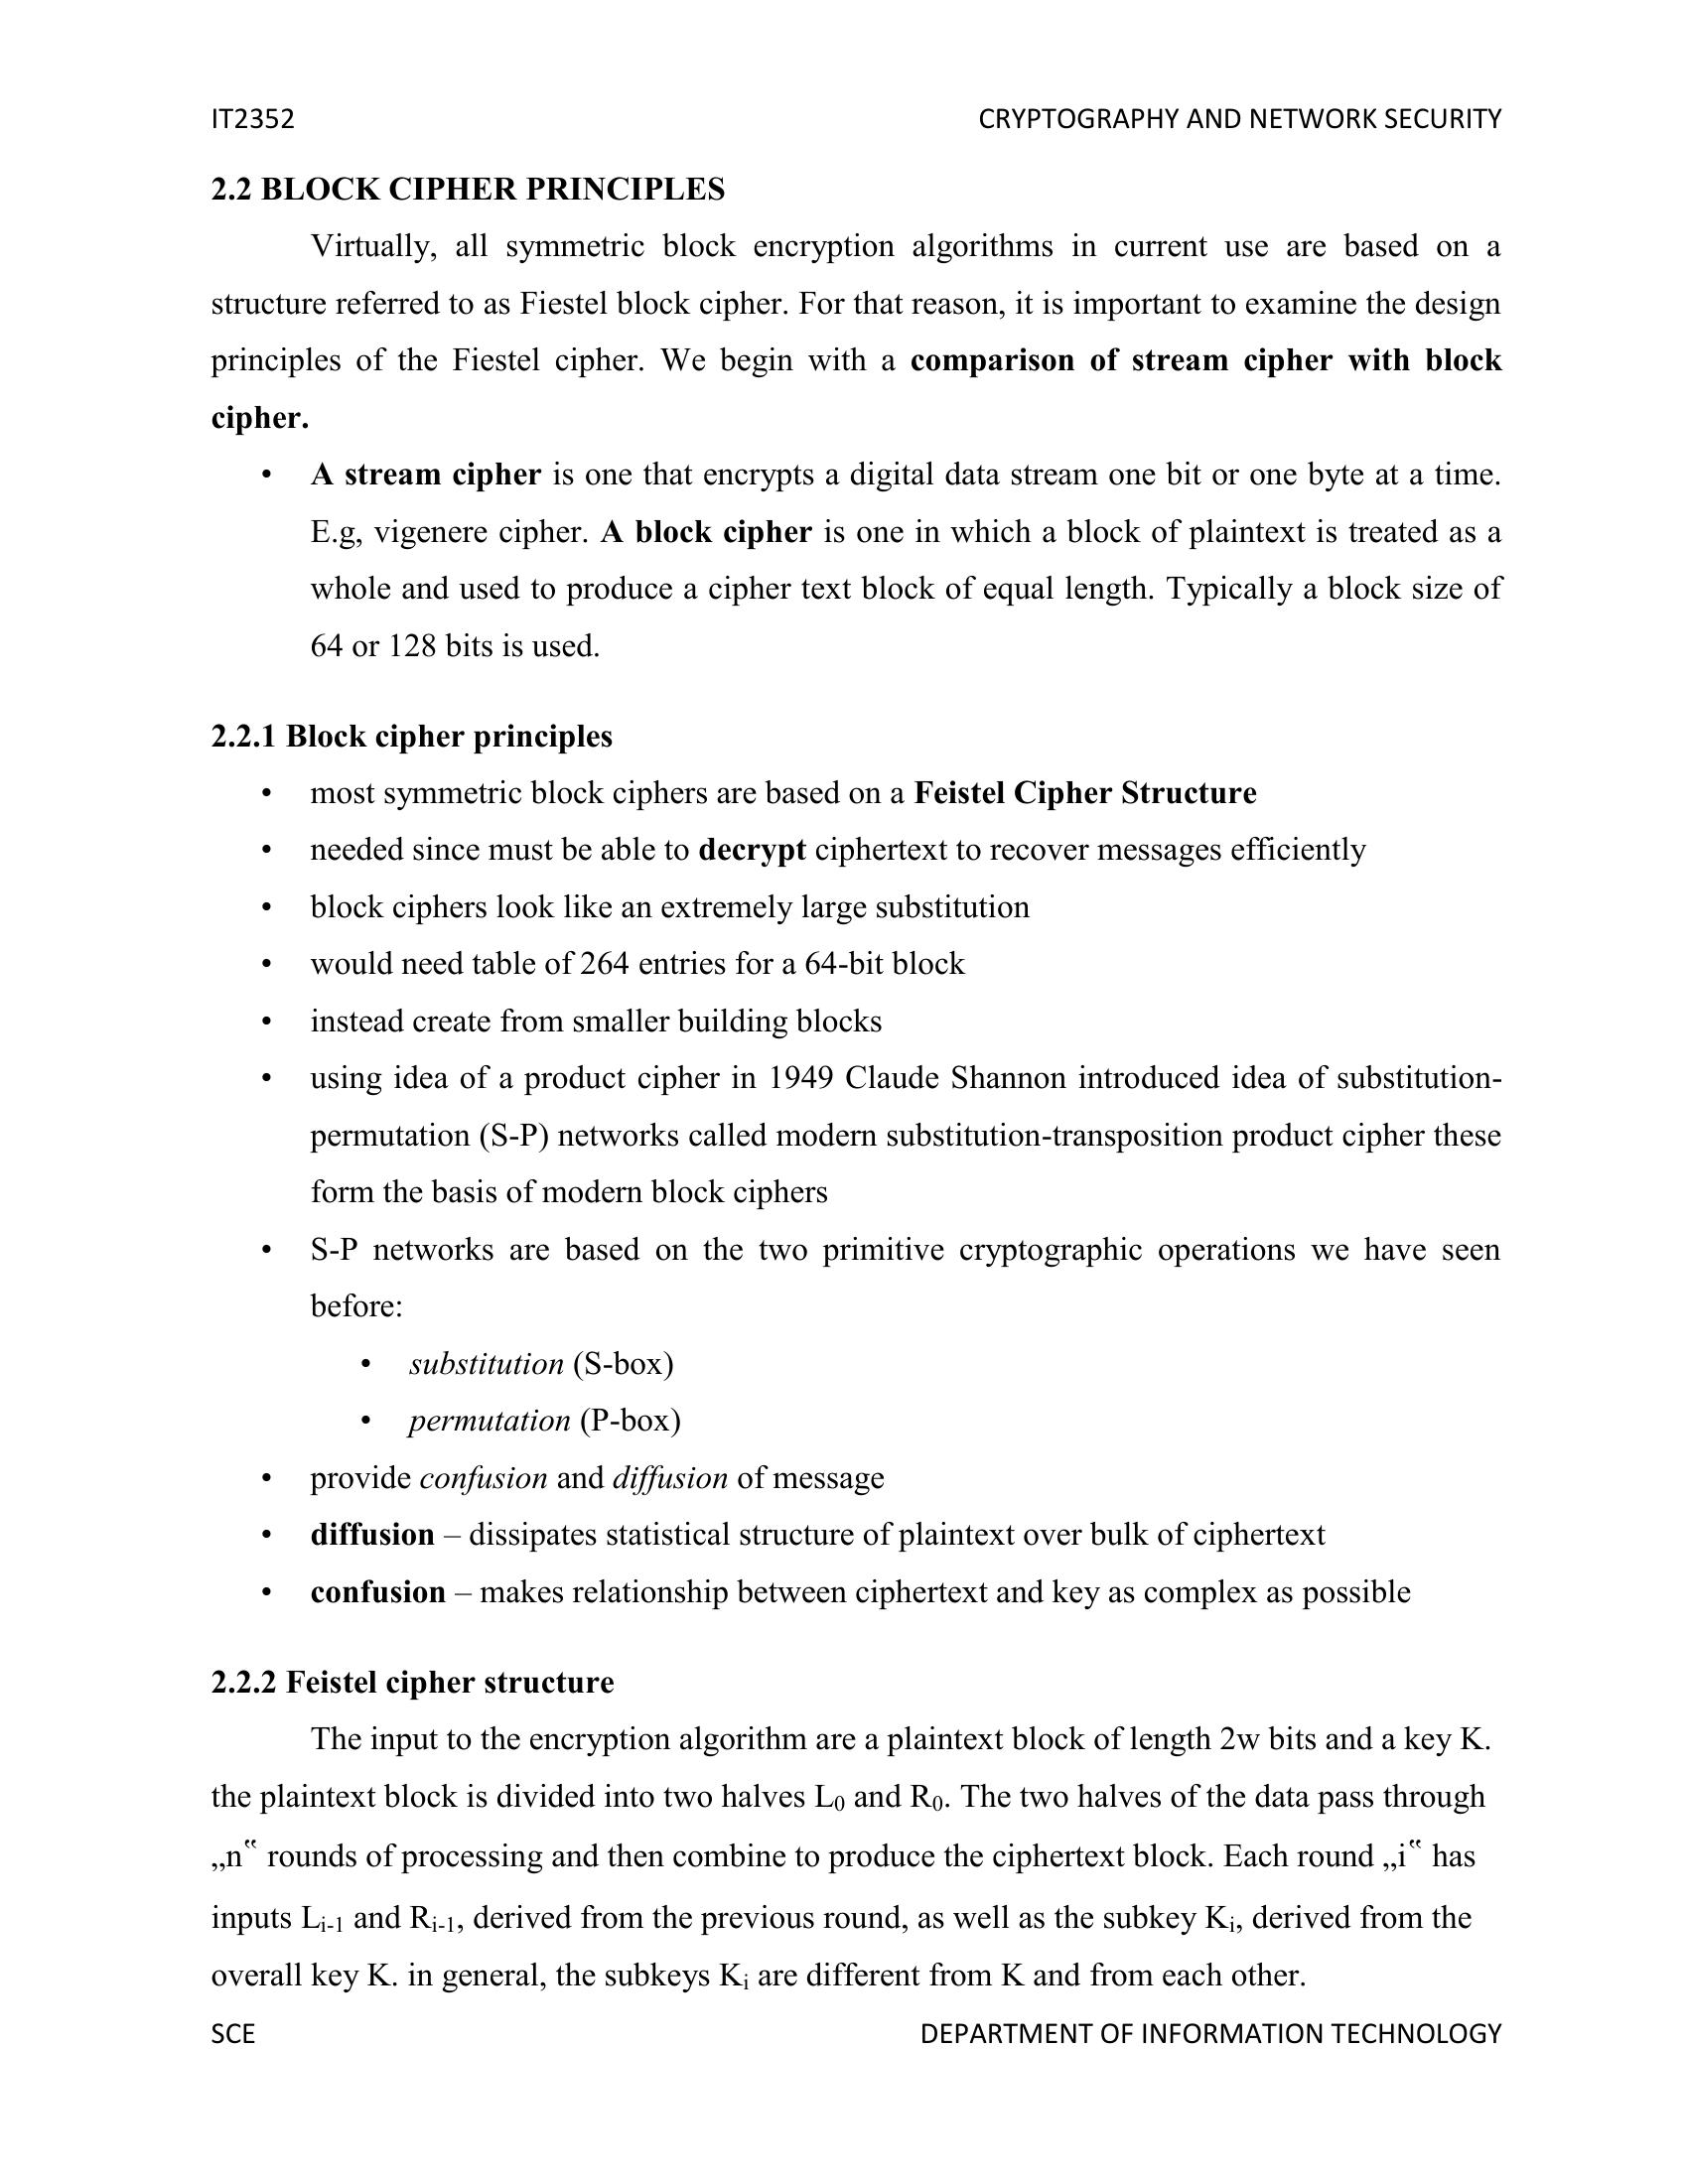 IT2352 CRYPTOGRAPHY AND NETWORK SECURITY
2.2 BLOCK CIPHER PRINCIPLES
Virtually, all symmetric block encryption algorithms in current use are based on a
structure referred to as Fiestel block cipher. For that reason, it is important to examine the design
principles of the Fiestel cipher. We begin with a comparison of stream cipher with block
cipher.
• A stream cipher is one that encrypts a digital data stream one bit or one byte at a time.
E.g, vigenere cipher. A block cipher is one in which a block of plaintext is treated as a
whole and used to produce a cipher text block of equal length. Typically a block size of
64 or 128 bits is used.
2.2.1 Block cipher principles
• most symmetric block ciphers are based on a Feistel Cipher Structure
• needed since must be able to decrypt ciphertext to recover messages efficiently
• block ciphers look like an extremely large substitution
• would need table of 264 entries for a 64-bit block
• instead create from smaller building blocks
• using idea of a product cipher in 1949 Claude Shannon introduced idea of substitution-
permutation (S-P) networks called modern substitution-transposition product cipher these
form the basis of modern block ciphers
• S-P networks are based on the two primitive cryptographic operations we have seen
before:
• substitution (S-box)
• permutation (P-box)
• provide confusion and diffusion of message
• diffusion – dissipates statistical structure of plaintext over bulk of ciphertext
• confusion – makes relationship between ciphertext and key as complex as possible
2.2.2 Feistel cipher structure
The input to the encryption algorithm are a plaintext block of length 2w bits and a key K.
the plaintext block is divided into two halves L0 and R0. The two halves of the data pass through
„n‟ rounds of processing and then combine to produce the ciphertext block. Each round „i‟ has
inputs Li-1 and Ri-1, derived from the previous round, as well as the subkey Ki, derived from the
overall key K. in general, the subkeys Ki are different from K and from each other.
SCE DEPARTMENT OF INFORMATION TECHNOLOGY